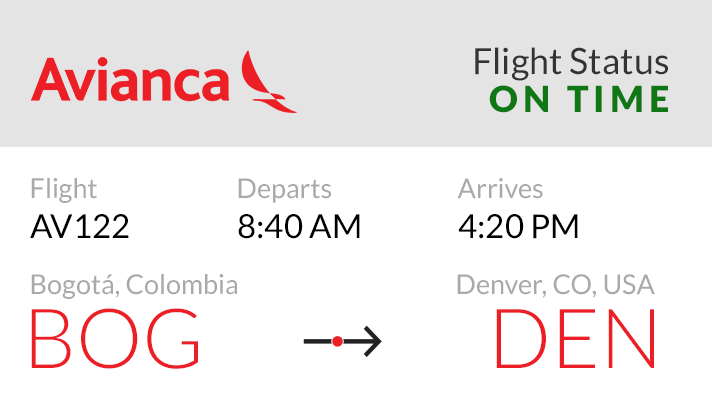 Avianca
Flight Status
ON TIME
Flight Departs Arrives
AV122 8:40 AM 4:20 PM
Bogotá, Colombia Denver, CO, USA
BOG DEN